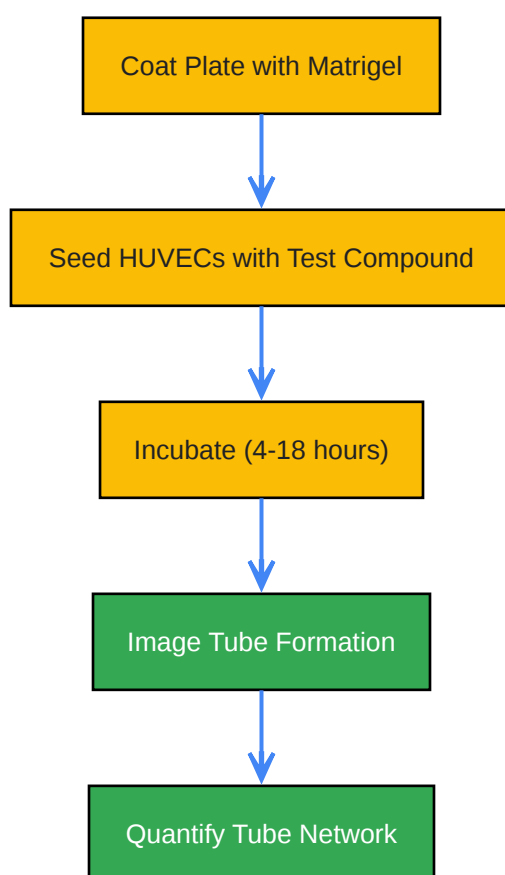 Coat Plate with Matrigel
Seed HUVECs with Test Compound
Incubate (4-18 hours)
Image Tube Formation
Quantify Tube Network